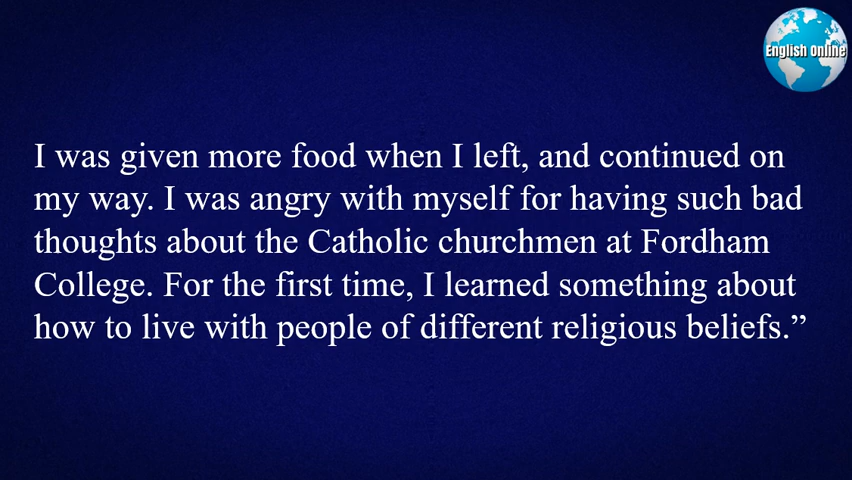 English Online
I was given more food when I left, and continued on
my way. I was angry with myself for having such bad
thoughts about the Catholic churchmen at Fordham
College. For the first time, I learned something about
how to live with people of different religious beliefs.”